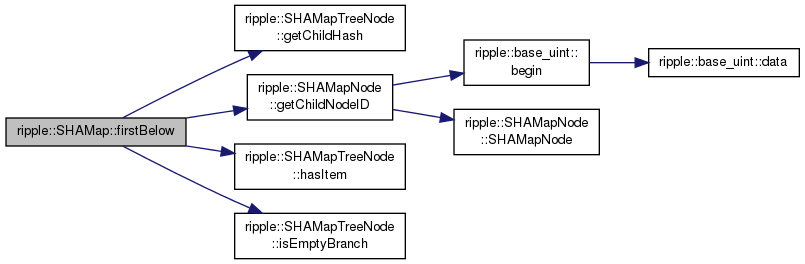 ripple::SHAMap::firstBelow
ripple::SHAMapTreeNode
::getChildHash
ripple::SHAMapNode
::getChildNodeID
ripple::SHAMapTreeNode
::hasItem
ripple::SHAMapTreeNode
::isEmptyBranch
ripple::base_uint::
begin
ripple::SHAMapNode
::SHAMapNode
ripple::base_uint::data